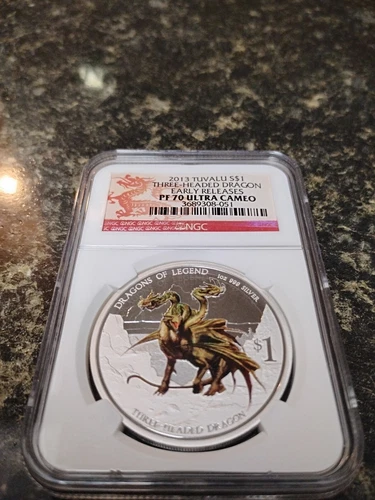 2013 TUVALU S$1
THREE-HEADED DRAGON
EARLY RELEASES
PF 70 ULTRA CAMEO
3689308-051
NGC
DRAGONS OF LEGEND 1OZ 999 SILVER
$1
THREE-HEADED DRAGON